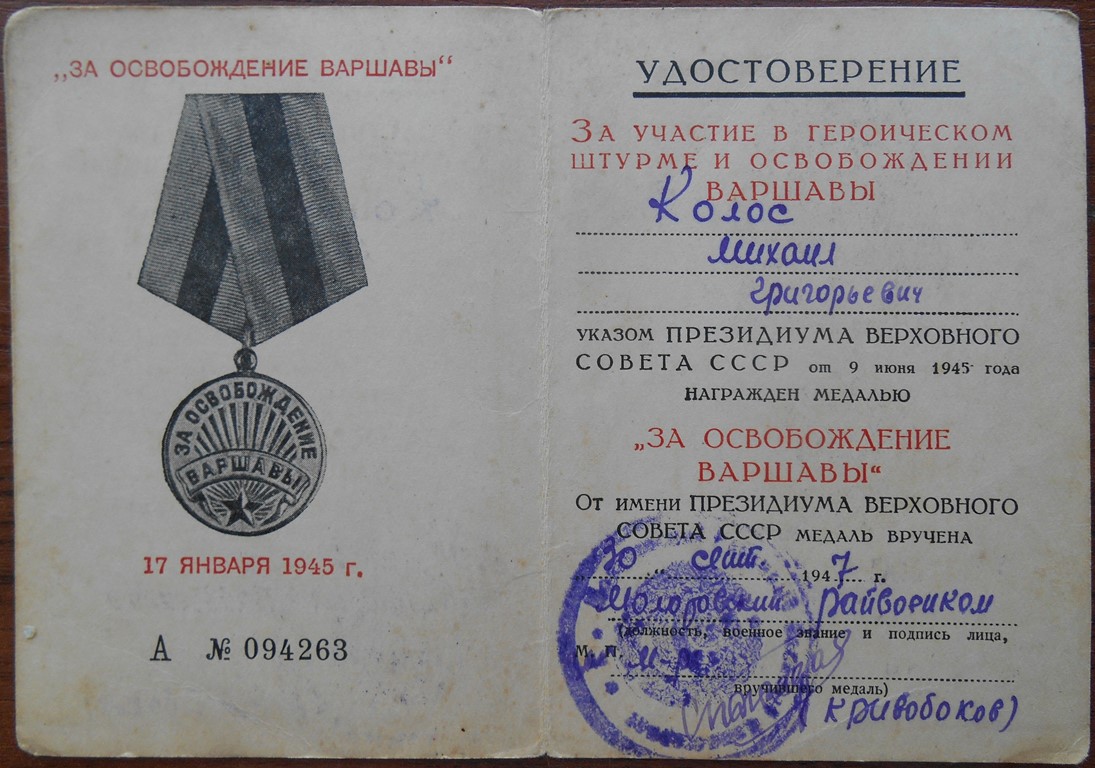 „ЗА ОСВОБОЖДЕНИЕ ВАРШАВЫ“
ЗА ОСВОБОЖДЕНИЕ
ВАРШАВЫ
17 ЯНВАРЯ 1945 г.
А № 094263
УДОСТОВЕРЕНИЕ
ЗА УЧАСТИЕ В ГЕРОИЧЕСКОМ
ШТУРМЕ И ОСВОБОЖДЕНИИ
ВАРШАВЫ
Колос
Михаил
Григорьевич
УКАЗОМ ПРЕЗИДИУМА ВЕРХОВНОГО
СОВЕТА СССР от 9 июня 1945 года
НАГРАЖДЕН МЕДАЛЬЮ
„ЗА ОСВОБОЖДЕНИЕ
ВАРШАВЫ“
От имени ПРЕЗИДИУМА ВЕРХОВНОГО
СОВЕТА СССР МЕДАЛЬ ВРУЧЕНА
30 сент. 1947 г.
Райвоенком
(должность, военное звание и подпись лица,
М. П.
вручившего медаль)
(Кривобоков)